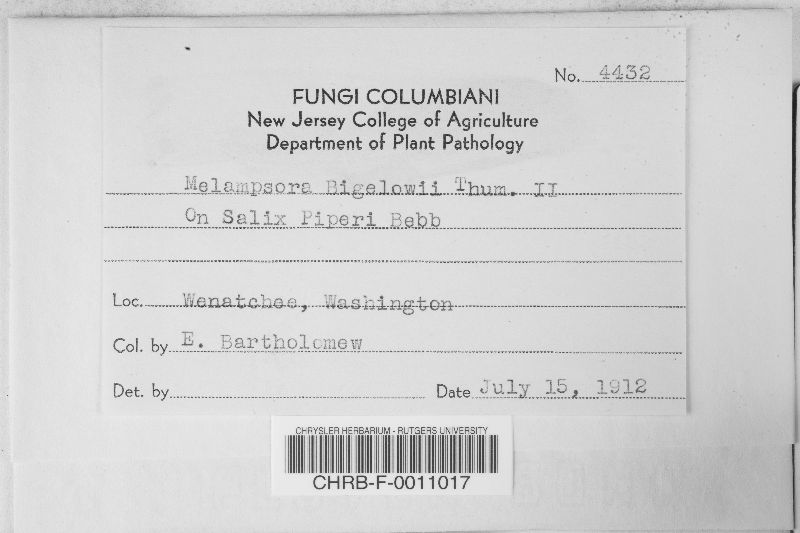 No. 4432
FUNGI COLUMBIANI
New Jersey College of Agriculture
Department of Plant Pathology
Melampsora Bigelowii Thum. II
On Salix Piperi Bebb
Loc. Wenatchee, Washington
Col. by E. Bartholomew
Det. by Date July 15, 1912
CHRYSLER HERBARIUM - RUTGERS UNIVERSITY
CHRB-F-0011017